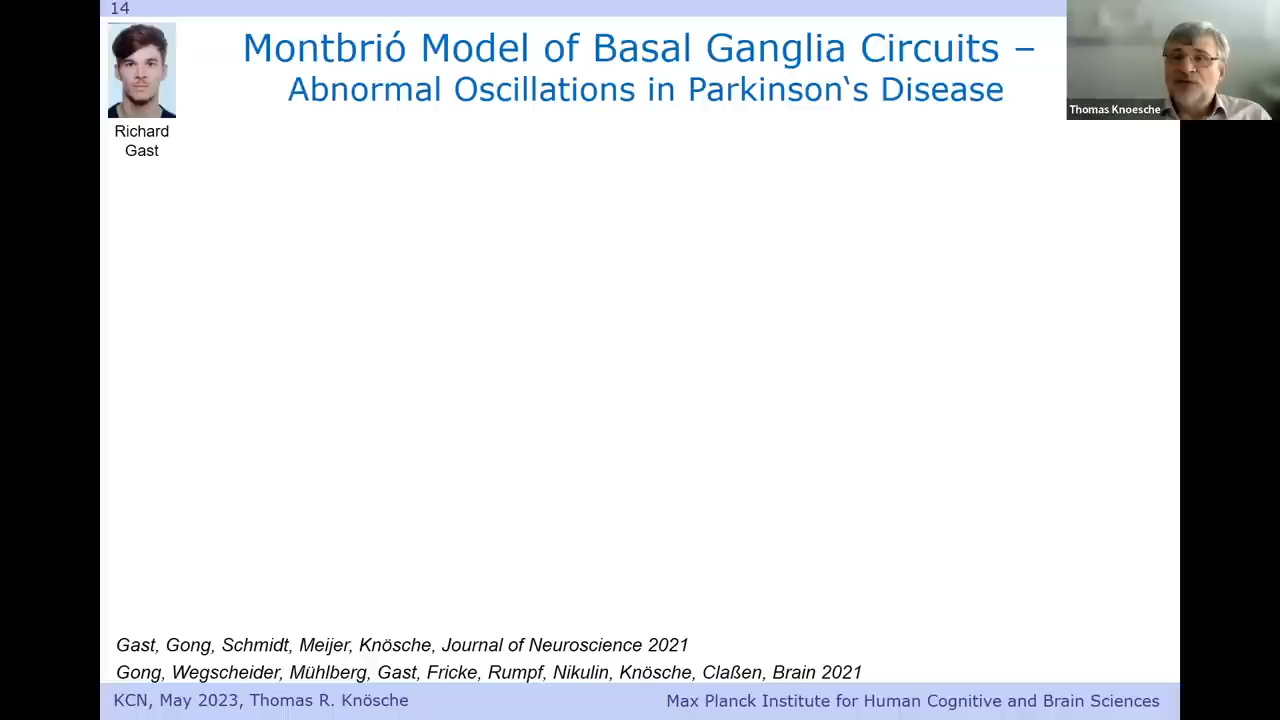 14
Montbrió Model of Basal Ganglia Circuits –
Abnormal Oscillations in Parkinson‘s Disease
Thomas Knoesche
Richard
Gast
Gast, Gong, Schmidt, Meijer, Knösche, Journal of Neuroscience 2021
Gong, Wegscheider, Mühlberg, Gast, Fricke, Rumpf, Nikulin, Knösche, Claßen, Brain 2021
KCN, May 2023, Thomas R. Knösche
Max Planck Institute for Human Cognitive and Brain Sciences